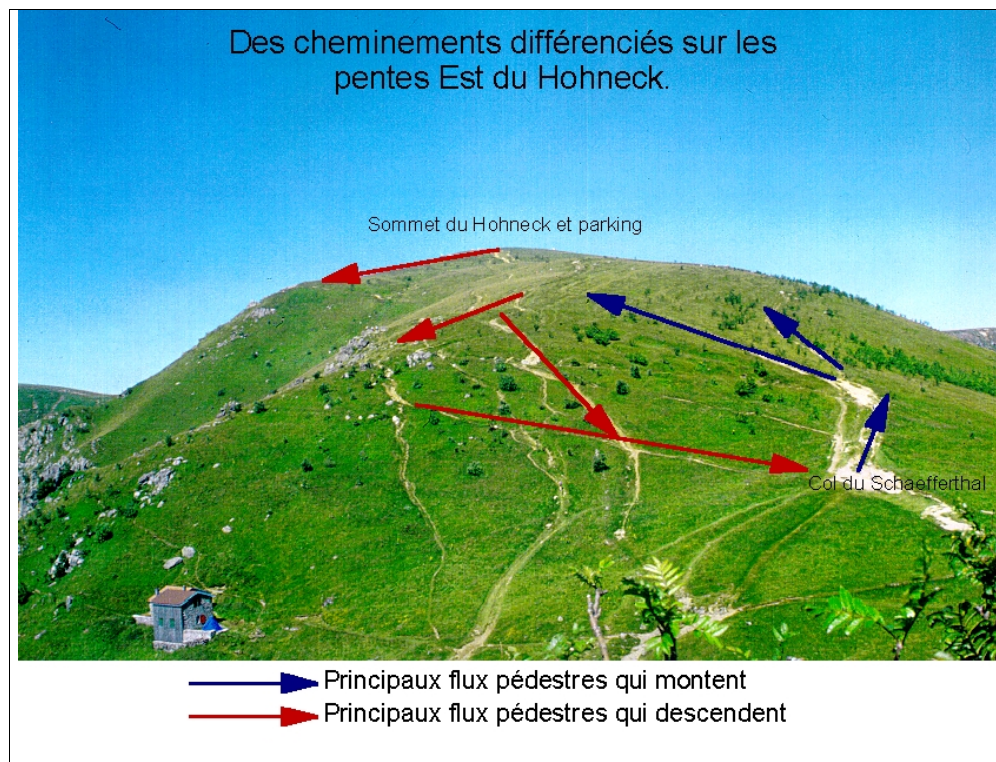 Des cheminements différenciés sur les
pentes Est du Hohneck.
Sommet du Hohneck et parking
Col du Schaefferthal
Principaux flux pédestres qui montent
Principaux flux pédestres qui descendent